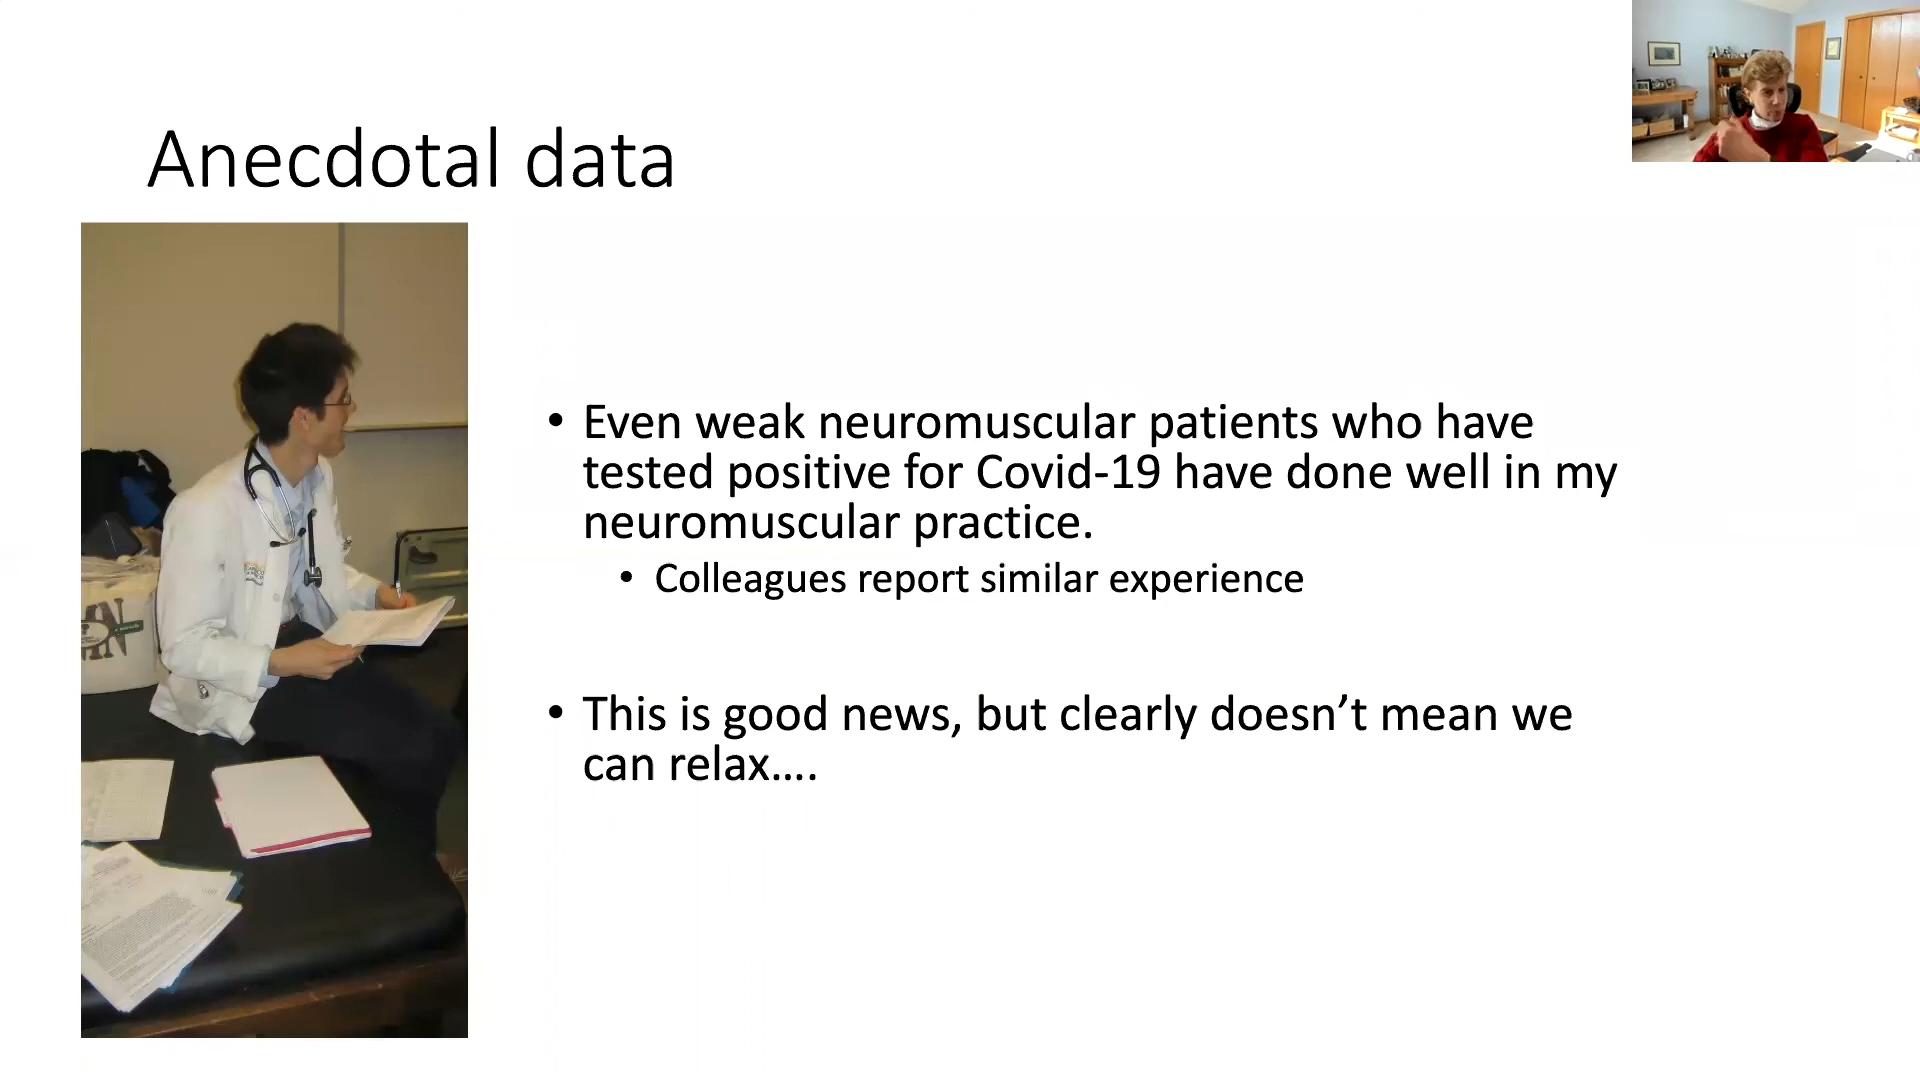 Anecdotal data
• Even weak neuromuscular patients who have
tested positive for Covid-19 have done well in my
neuromuscular practice.
• Colleagues report similar experience
• This is good news, but clearly doesn’t mean we
can relax….